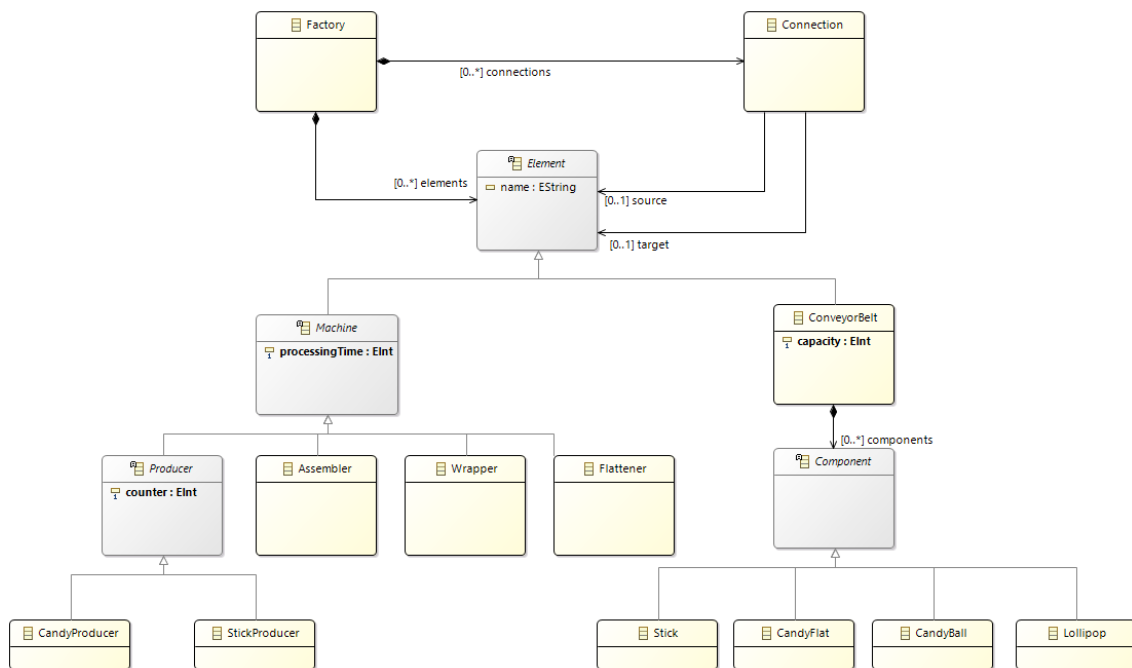 Factory
Connection
[0..*] connections
Element
name : EString
[0..*] elements
[0..1] source
[0..1] target
Machine
processingTime : EInt
ConveyorBelt
capacity : EInt
[0..*] components
Producer
counter : EInt
Assembler
Wrapper
Flattener
Component
CandyProducer
StickProducer
Stick
CandyFlat
CandyBall
Lollipop